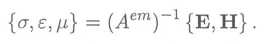 {σ, ε, μ} = (A^{em})^{-1} {𝐄, 𝐇} .